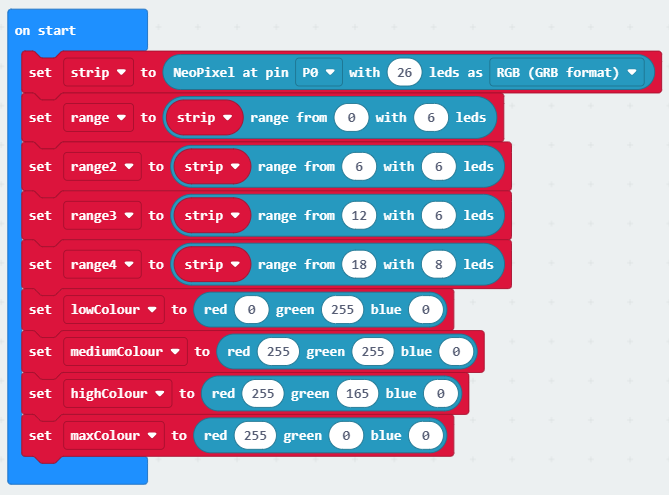 on start
set strip to NeoPixel at pin P0 with 26 leds as RGB (GRB format)
set range to strip range from 0 with 6 leds
set range2 to strip range from 6 with 6 leds
set range3 to strip range from 12 with 6 leds
set range4 to strip range from 18 with 8 leds
set lowColour to red 0 green 255 blue 0
set mediumColour to red 255 green 255 blue 0
set highColour to red 255 green 165 blue 0
set maxColour to red 255 green 0 blue 0